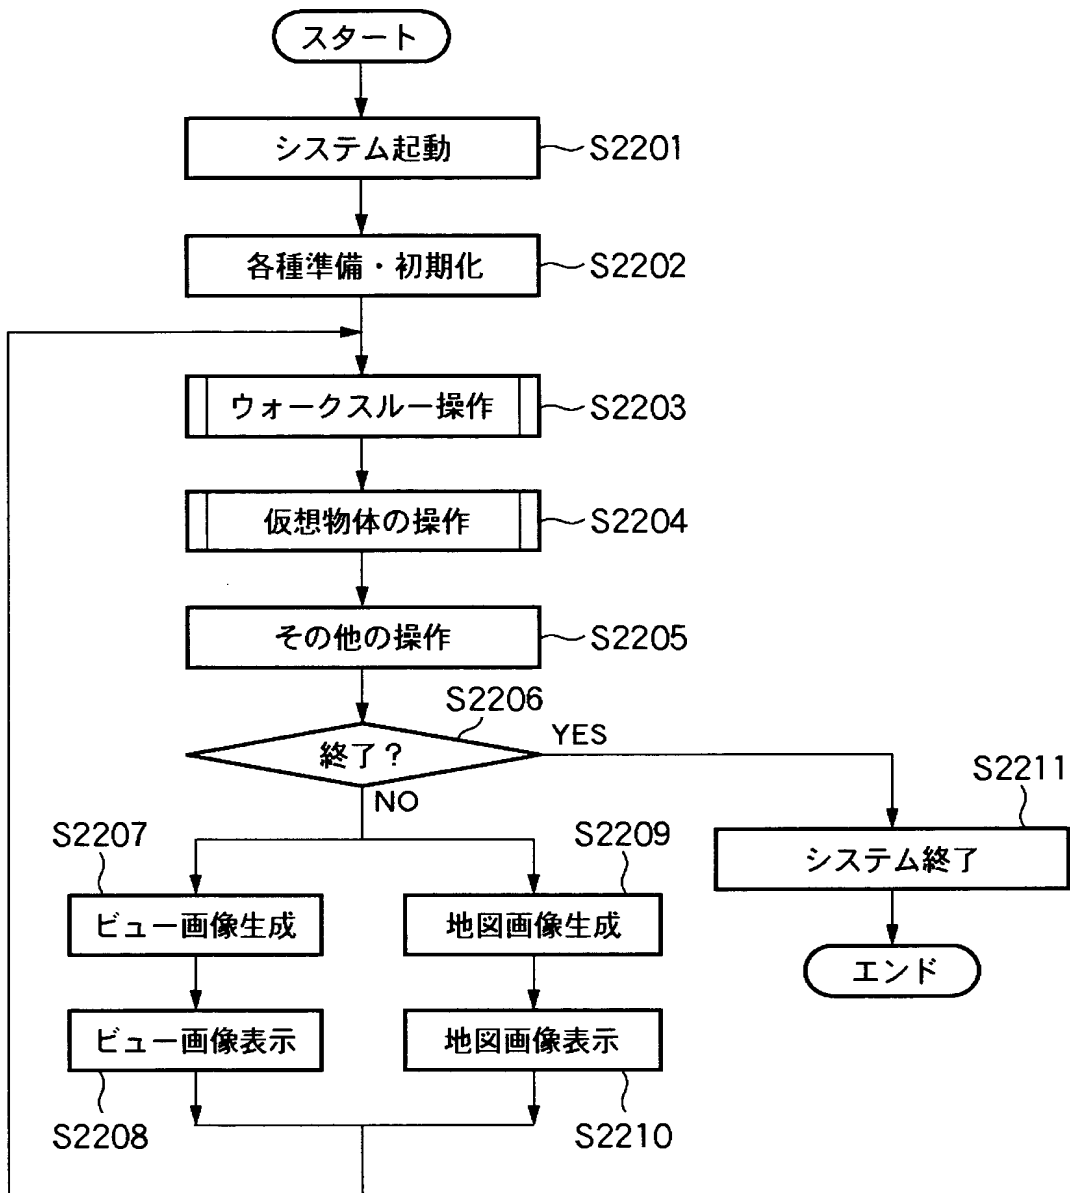 スタート
システム起動
S2201
各種準備・初期化
S2202
ウォークスルー操作
S2203
仮想物体の操作
S2204
その他の操作
S2205
S2206
終了？
YES
NO
S2207
S2209
S2211
システム終了
ビュー画像生成
地図画像生成
エンド
ビュー画像表示
地図画像表示
S2208
S2210